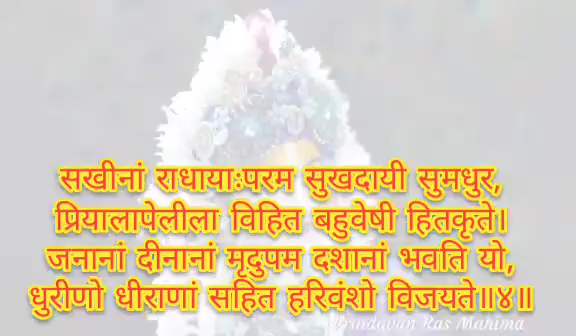 सखीनां राधायाःपरम सुखदायी सुमधुर,
प्रियालापेलीला विहित बहुवेषी हितकृते।
जनानां दीनानां मृदुपम दशानां भवति यो,
धुरीणो धीराणां सहित हरिवंशो विजयते॥४॥
Vrindavan Ras Mahima